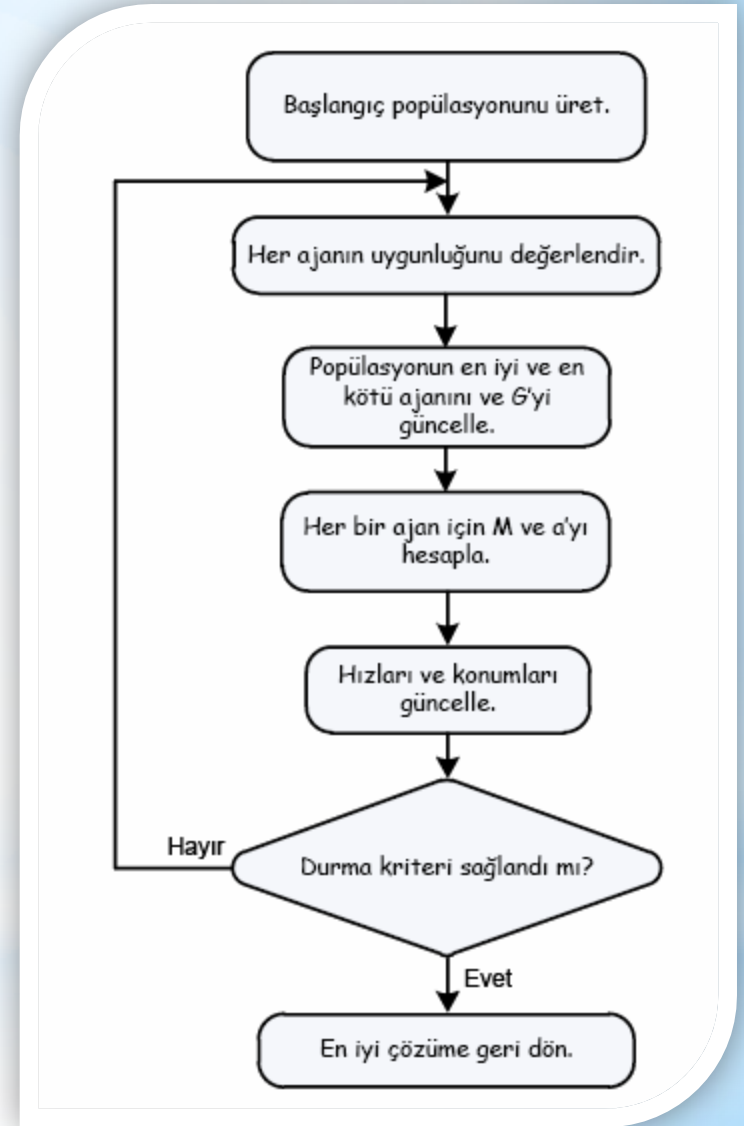 Başlangıç popülasyonunu üret.
Her ajanın uygunluğunu değerlendir.
Popülasyonun en iyi ve en
kötü ajanını ve G'yi
güncelle.
Her bir ajan için M ve a'yı
hesapla.
Hızları ve konumları
güncelle.
Hayır
Durma kriteri sağlandı mı?
Evet
En iyi çözüme geri dön.